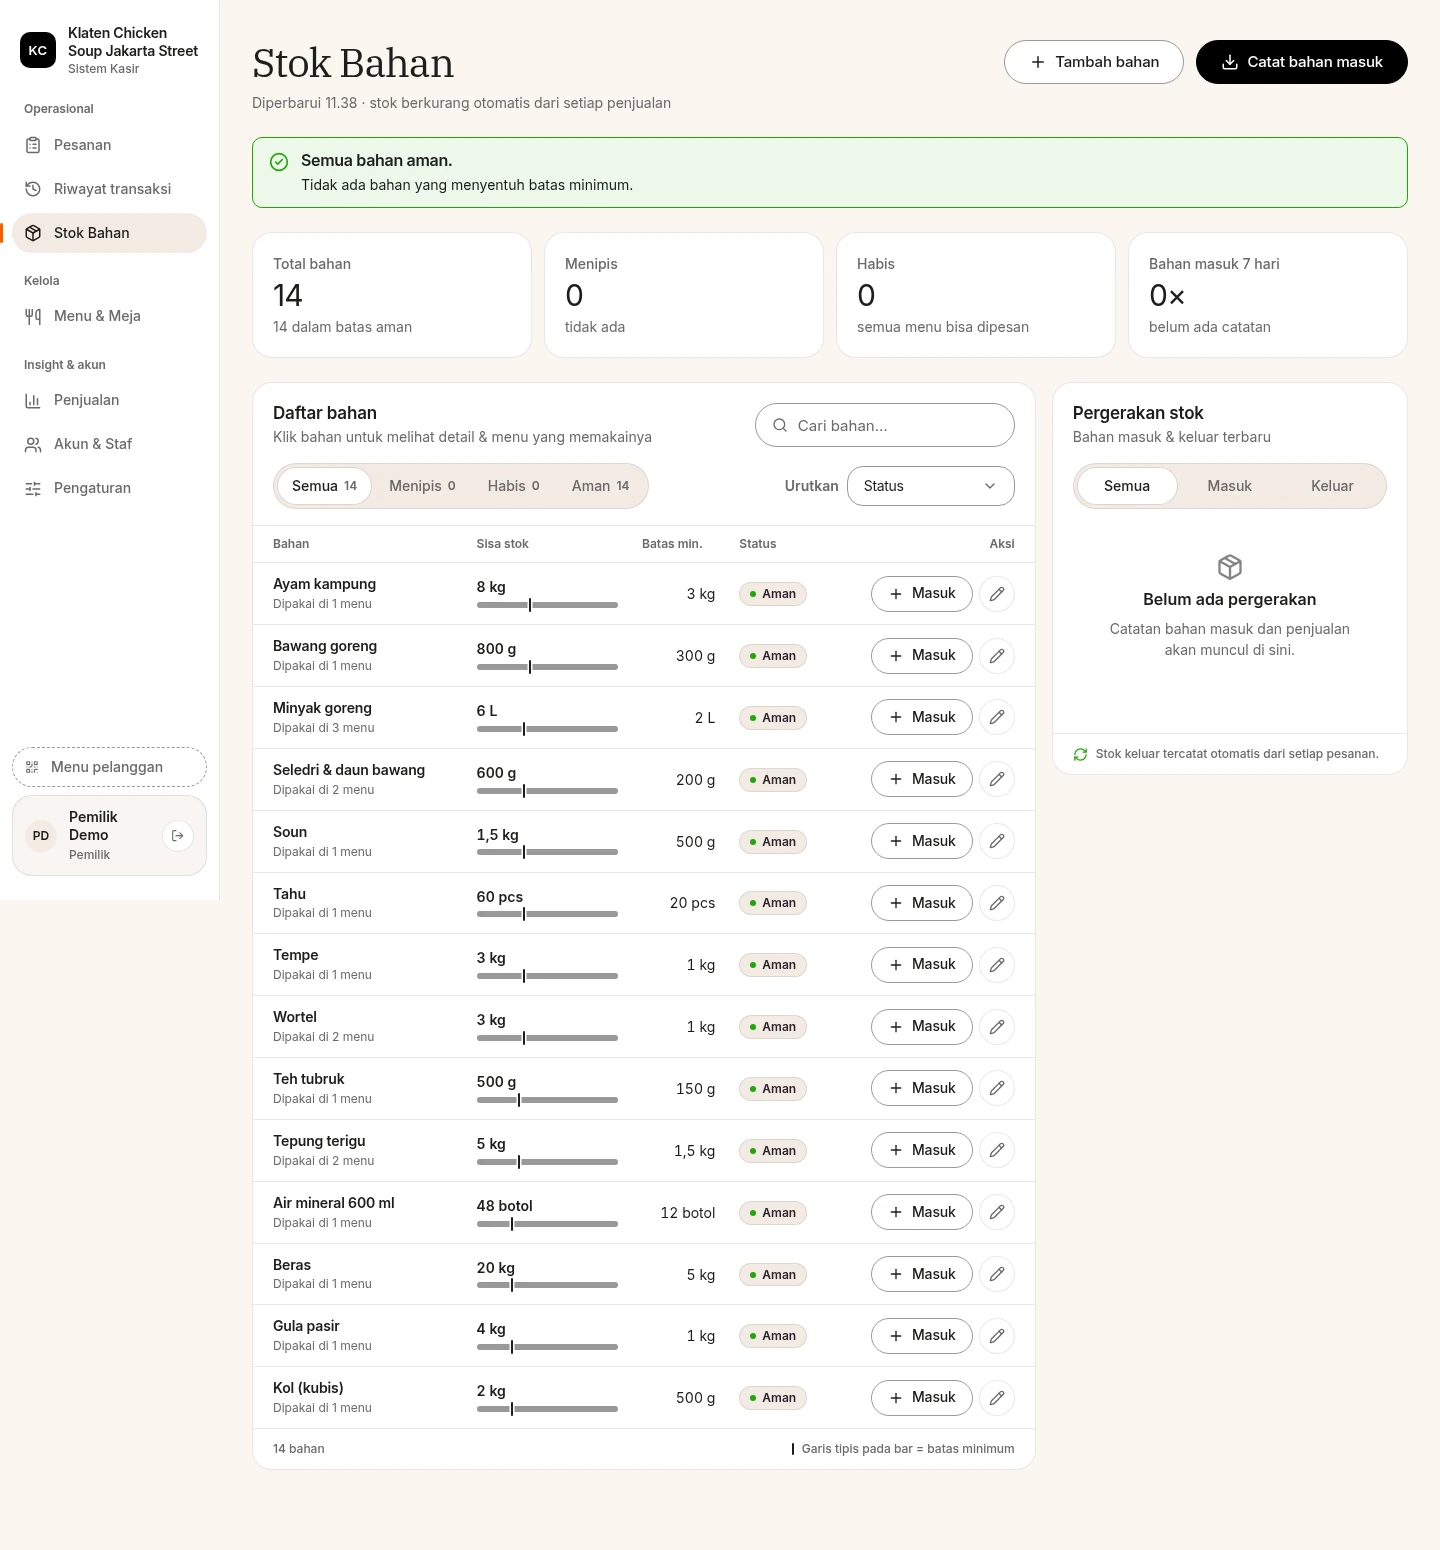 KC
Klaten Chicken
Soup Jakarta Street
Sistem Kasir
Operasional
Pesanan
Riwayat transaksi
Stok Bahan
Kelola
Menu & Meja
Insight & akun
Penjualan
Akun & Staf
Pengaturan
Menu pelanggan
PD
Pemilik
Demo
Pemilik
Stok Bahan
Diperbarui 11.38 · stok berkurang otomatis dari setiap penjualan
Tambah bahan
Catat bahan masuk
Semua bahan aman.
Tidak ada bahan yang menyentuh batas minimum.
Total bahan
14
14 dalam batas aman
Menipis
0
tidak ada
Habis
0
semua menu bisa dipesan
Bahan masuk 7 hari
0×
belum ada catatan
Daftar bahan
Klik bahan untuk melihat detail & menu yang memakainya
Cari bahan...
Semua 14 Menipis 0 Habis 0 Aman 14
Urutkan Status
Bahan Sisa stok Batas min. Status Aksi
Ayam kampung
Dipakai di 1 menu
8 kg
3 kg
Aman
Masuk
Bawang goreng
Dipakai di 1 menu
800 g
300 g
Aman
Masuk
Minyak goreng
Dipakai di 3 menu
6 L
2 L
Aman
Masuk
Seledri & daun bawang
Dipakai di 2 menu
600 g
200 g
Aman
Masuk
Soun
Dipakai di 1 menu
1,5 kg
500 g
Aman
Masuk
Tahu
Dipakai di 1 menu
60 pcs
20 pcs
Aman
Masuk
Tempe
Dipakai di 1 menu
3 kg
1 kg
Aman
Masuk
Wortel
Dipakai di 2 menu
3 kg
1 kg
Aman
Masuk
Teh tubruk
Dipakai di 1 menu
500 g
150 g
Aman
Masuk
Tepung terigu
Dipakai di 2 menu
5 kg
1,5 kg
Aman
Masuk
Air mineral 600 ml
Dipakai di 1 menu
48 botol
12 botol
Aman
Masuk
Beras
Dipakai di 1 menu
20 kg
5 kg
Aman
Masuk
Gula pasir
Dipakai di 1 menu
4 kg
1 kg
Aman
Masuk
Kol (kubis)
Dipakai di 1 menu
2 kg
500 g
Aman
Masuk
14 bahan
Garis tipis pada bar = batas minimum
Pergerakan stok
Bahan masuk & keluar terbaru
Semua Masuk Keluar
Belum ada pergerakan
Catatan bahan masuk dan penjualan
akan muncul di sini.
Stok keluar tercatat otomatis dari setiap pesanan.